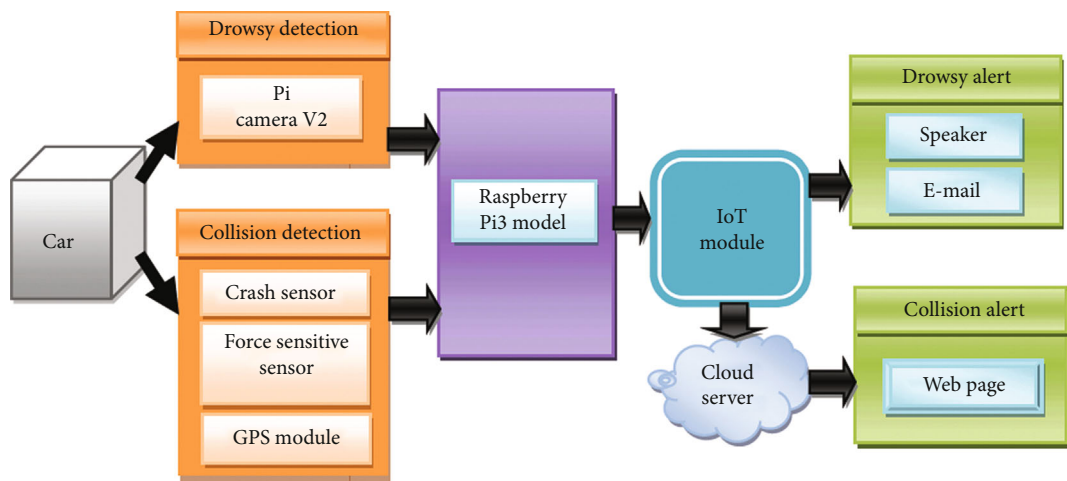 Car
Drowsy detection
Pi
camera V2
Collision detection
Crash sensor
Force sensitive
sensor
GPS module
Raspberry
Pi3 model
IoT
module
Cloud
server
Drowsy alert
Speaker
E-mail
Collision alert
Web page